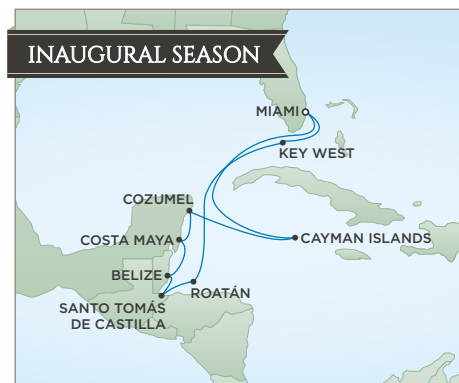 INAUGURAL SEASON
MIAMI
KEY WEST
COZUMEL
COSTA MAYA
CAYMAN ISLANDS
BELIZE
ROATÁN
SANTO TOMÁS
DE CASTILLA